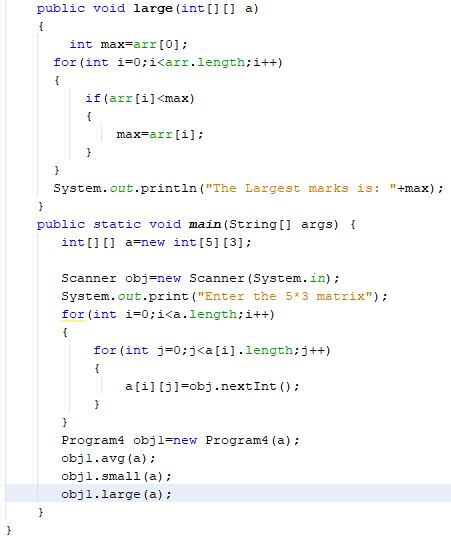 public void large(int[][] a)
{
int max=arr[0];
for(int i=0;i<arr.length;i++)
{
if(arr[i]<max)
{
max=arr[i];
}
}
System.out.println("The Largest marks is: "+max);
}
public static void main(String[] args) {
int[][] a=new int[5][3];
Scanner obj=new Scanner(System.in);
System.out.print("Enter the 5*3 matrix");
for(int i=0;i<a.length;i++)
{
for(int j=0;j<a[i].length;j++)
{
a[i][j]=obj.nextInt();
}
}
Program4 obj1=new Program4(a);
obj1.avg(a);
obj1.small(a);
obj1.large(a);
}
}